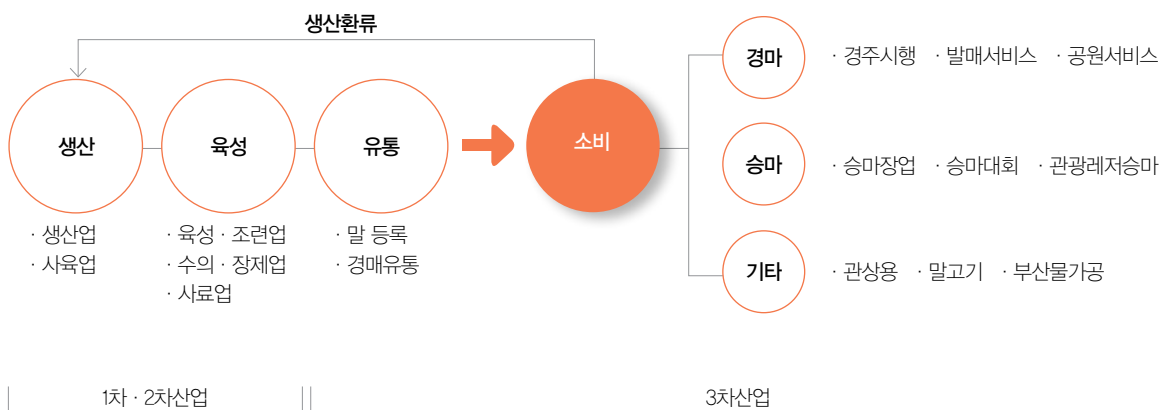 생산환류
생산
육성
유통
소비
· 생산업
· 사육업
· 육성 · 조련업
· 수의 · 장제업
· 사료업
· 말 등록
· 경매유통
경마
· 경주시행 · 발매서비스 · 공원서비스
승마
· 승마장업 · 승마대회 · 관광레저승마
기타
· 관상용 · 말고기 · 부산물가공
1차 · 2차산업
3차산업